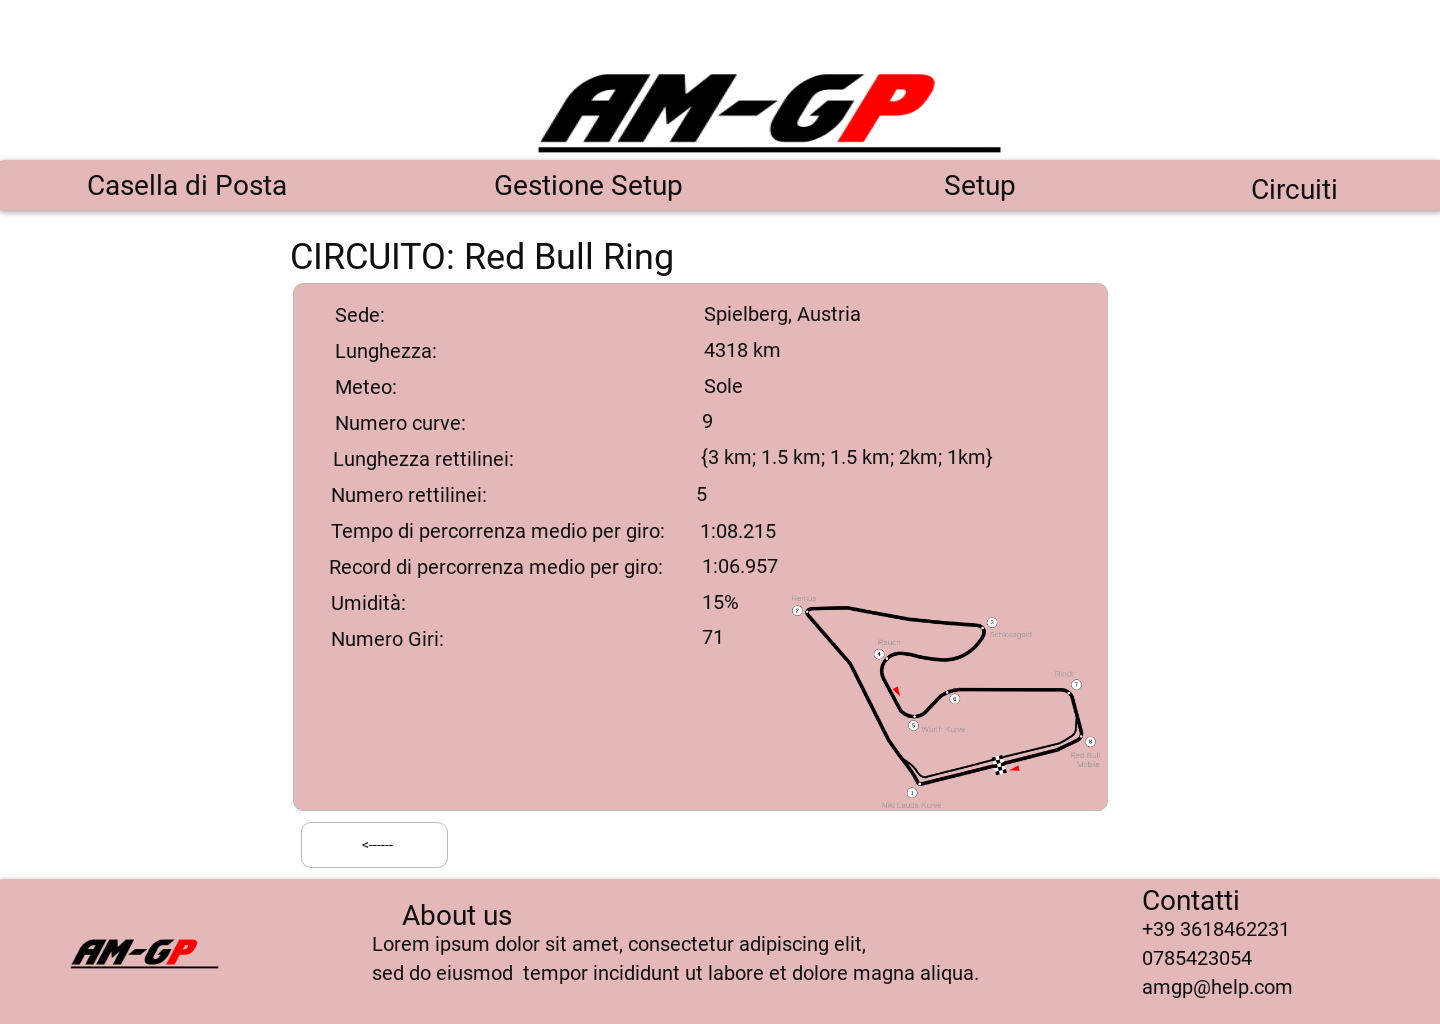 AM-GP
Casella di Posta
Gestione Setup
Setup
Circuiti
CIRCUITO: Red Bull Ring
Sede: Spielberg, Austria
Lunghezza: 4318 km
Meteo: Sole
Numero curve: 9
Lunghezza rettilinei: {3 km; 1.5 km; 1.5 km; 2km; 1km}
Numero rettilinei: 5
Tempo di percorrenza medio per giro: 1:08.215
Record di percorrenza medio per giro: 1:06.957
Umidità: 15%
Numero Giri: 71
Remus
2
3
Schlossgold
Rauch
4
Rindt
7
6
5
Würth Kurve
8
Red Bull
Mobile
1
Niki Lauda Kurve
<------
AM-GP
About us
Lorem ipsum dolor sit amet, consectetur adipiscing elit,
sed do eiusmod  tempor incididunt ut labore et dolore magna aliqua.
Contatti
+39 3618462231
0785423054
amgp@help.com